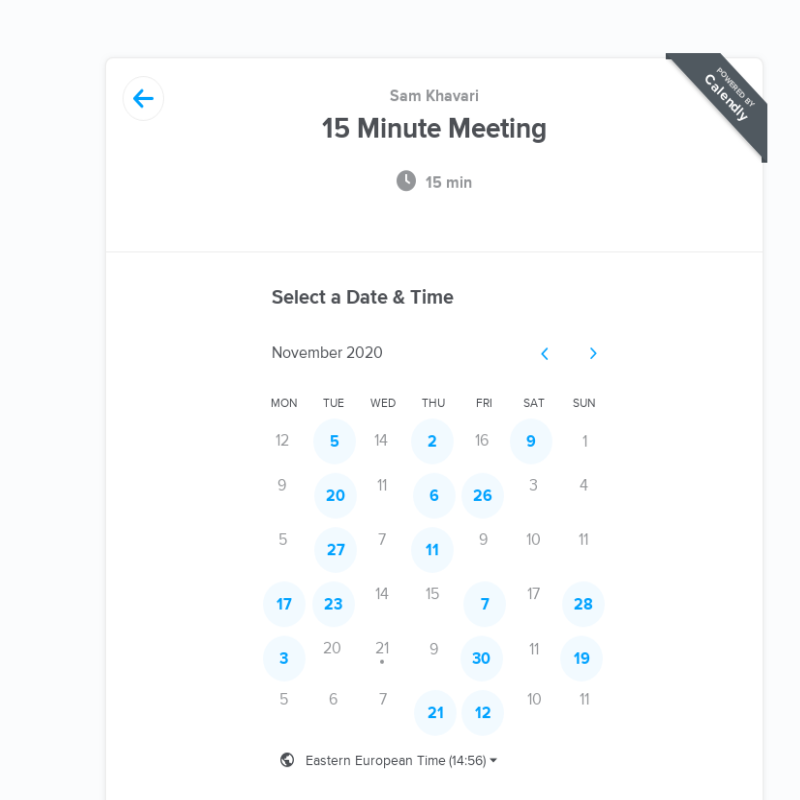 POWERED BY
Calendly
Sam Khavari
15 Minute Meeting
15 min
Select a Date & Time
November 2020
MON TUE WED THU FRI SAT SUN
12 5 14 2 16 9 1
9 20 11 6 26 3 4
5 27 7 11 9 10 11
17 23 14 15 7 17 28
3 20 21 9 30 11 19
5 6 7 21 12 10 11
Eastern European Time (14:56)